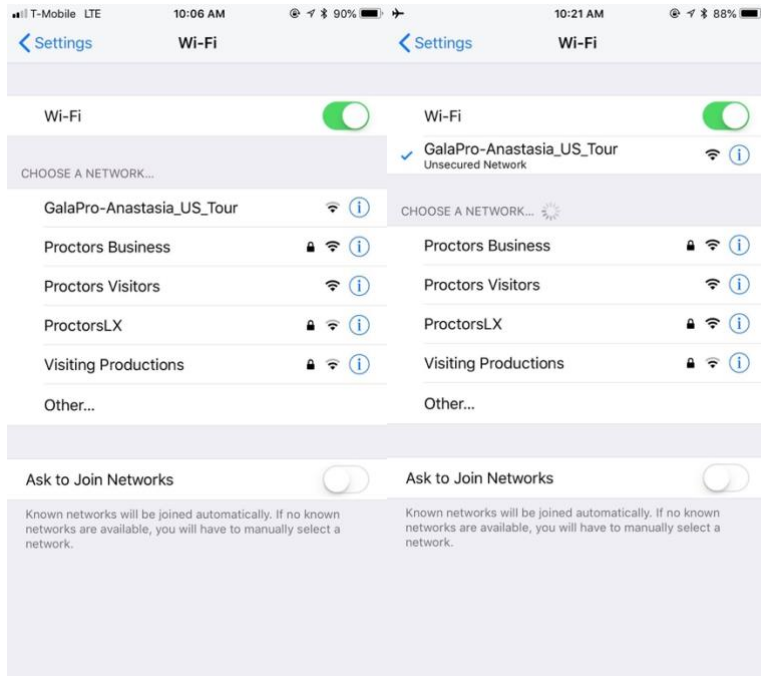 T-Mobile LTE 10:06 AM 90%
Settings Wi-Fi
Wi-Fi
CHOOSE A NETWORK...
GalaPro-Anastasia_US_Tour
Proctors Business
Proctors Visitors
ProctorsLX
Visiting Productions
Other...
Ask to Join Networks
Known networks will be joined automatically. If no known
networks are available, you will have to manually select a
network.
10:21 AM 88%
Settings Wi-Fi
Wi-Fi
GalaPro-Anastasia_US_Tour
Unsecured Network
CHOOSE A NETWORK...
Proctors Business
Proctors Visitors
ProctorsLX
Visiting Productions
Other...
Ask to Join Networks
Known networks will be joined automatically. If no known
networks are available, you will have to manually select a
network.